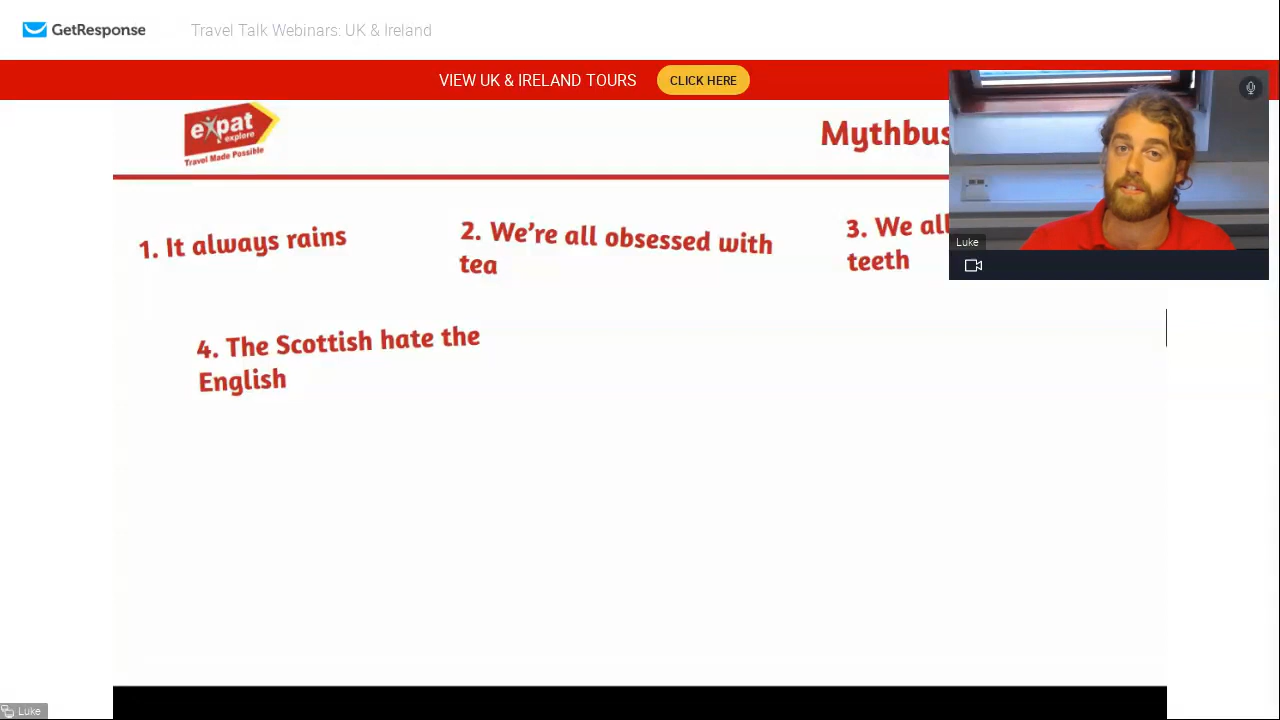 GetResponse
Travel Talk Webinars: UK & Ireland
VIEW UK & IRELAND TOURS
CLICK HERE
expat
explore
Travel Made Possible
Mythbus
1. It always rains
2. We're all obsessed with
tea
3. We all
teeth
4. The Scottish hate the
English
Luke
Luke